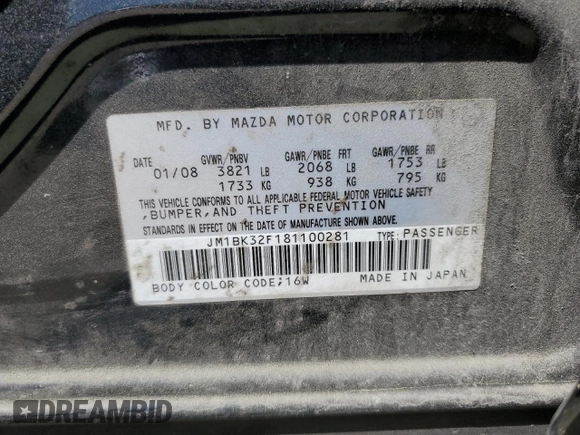 MFD. BY MAZDA MOTOR CORPORATION
DATE GVWR/PNBV GAWR/PNBE FRT GAWR/PNBE RR
01/08 3821 LB 2068 LB 1753 LB
1733 KG 938 KG 795 KG
THIS VEHICLE CONFORMS TO ALL APPLICABLE FEDERAL MOTOR VEHICLE SAFETY
,BUMPER,AND THEFT PREVENTION
STANDARDS IN EFFECT ON THE DATE OF MANUFACTURE SHOWN ABOVE.
JM1BK32F181100281 TYPE: PASSENGER
BODY COLOR CODE;16W MADE IN JAPAN
DREAMBID